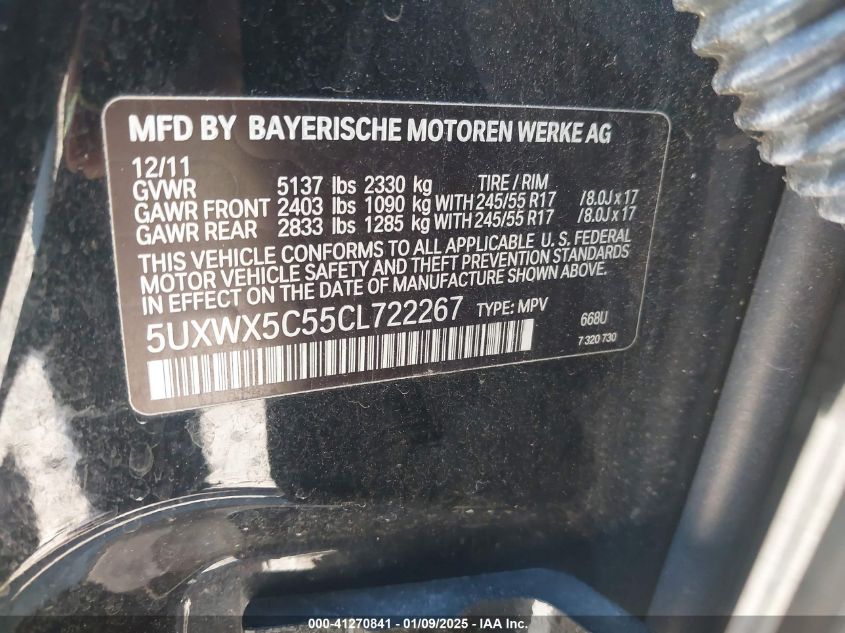 MFD BY BAYERISCHE MOTOREN WERKE AG
12/11
GVWR 5137 lbs 2330 kg TIRE / RIM
GAWR FRONT 2403 lbs 1090 kg WITH 245/55 R17 /8.0J x 17
GAWR REAR 2833 lbs 1285 kg WITH 245/55 R17 /8.0J x 17
THIS VEHICLE CONFORMS TO ALL APPLICABLE U. S. FEDERAL
MOTOR VEHICLE SAFETY AND THEFT PREVENTION STANDARDS
IN EFFECT ON THE DATE OF MANUFACTURE SHOWN ABOVE.
5UXWX5C55CL722267 TYPE: MPV 668U
7 320 730
000-41270841 | 01/09/2025 - IAA Inc.